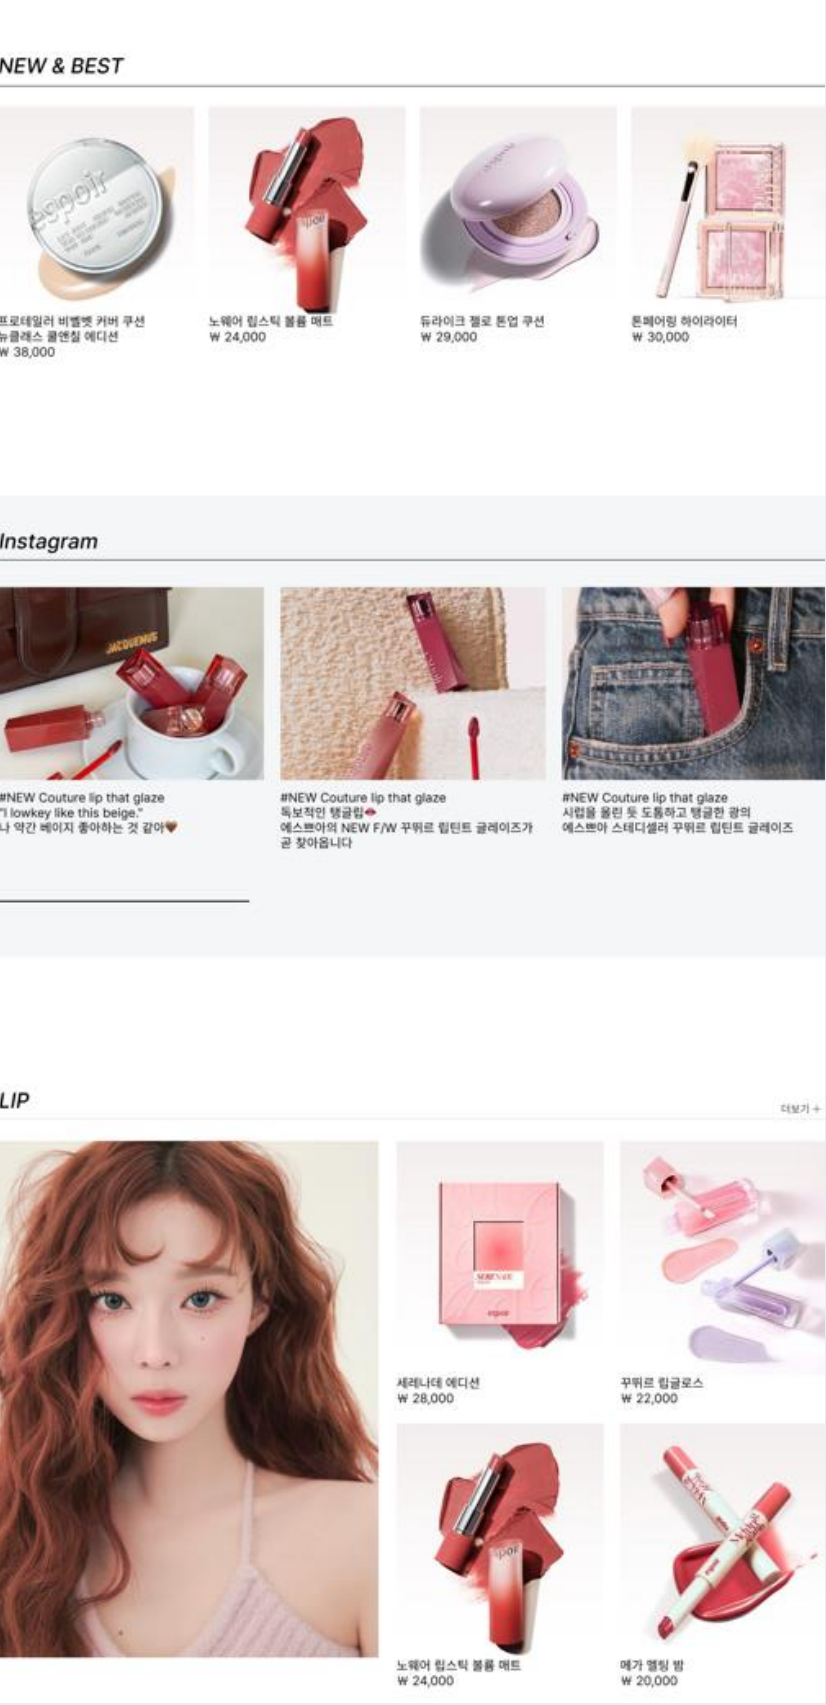 NEW & BEST
espoir
espoir
espoir
프로테일러 비벨벳 커버 쿠션
뉴클래스 쿨앤칠 에디션
₩ 38,000
노웨어 립스틱 볼륨 매트
₩ 24,000
듀라이크 젤로 톤업 쿠션
₩ 29,000
톤페어링 하이라이터
₩ 30,000
Instagram
JACQUEMUS
#NEW Couture lip that glaze
"I lowkey like this beige."
나 약간 베이지 좋아하는 것 같아🤎
#NEW Couture lip that glaze
독보적인 탱글립🫦
에스쁘아의 NEW F/W 꾸뛰르 립틴트 글레이즈가
곧 찾아옵니다
#NEW Couture lip that glaze
시럽을 올린 듯 도톰하고 탱글한 광의
에스쁘아 스테디셀러 꾸뛰르 립틴트 글레이즈
LIP
더보기 +
SERENADE
espoir
세레나데 에디션
₩ 28,000
꾸뛰르 립글로스
₩ 22,000
espoir
espoir
노웨어 립스틱 볼륨 매트
₩ 24,000
메가 멜팅 밤
₩ 20,000